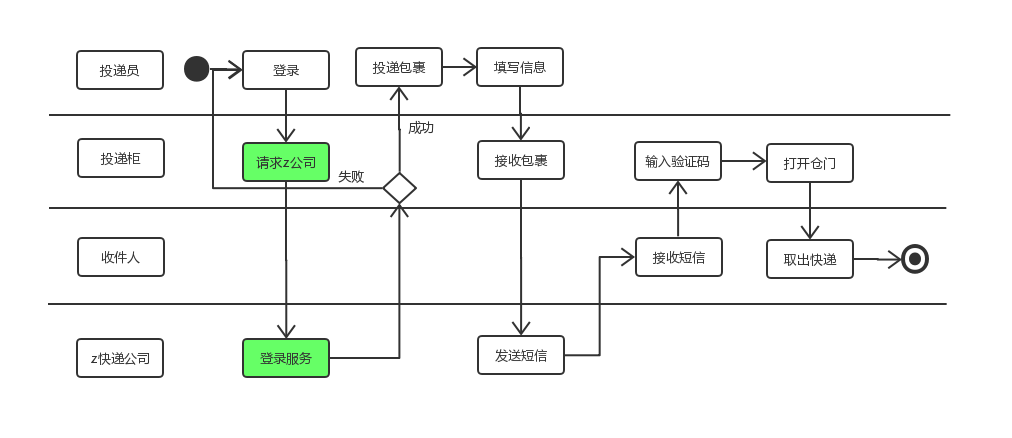 投递员
登录
投递包裹
填写信息
成功
投递柜
请求z公司
失败
接收包裹
输入验证码
打开仓门
收件人
接收短信
取出快递
z快递公司
登录服务
发送短信